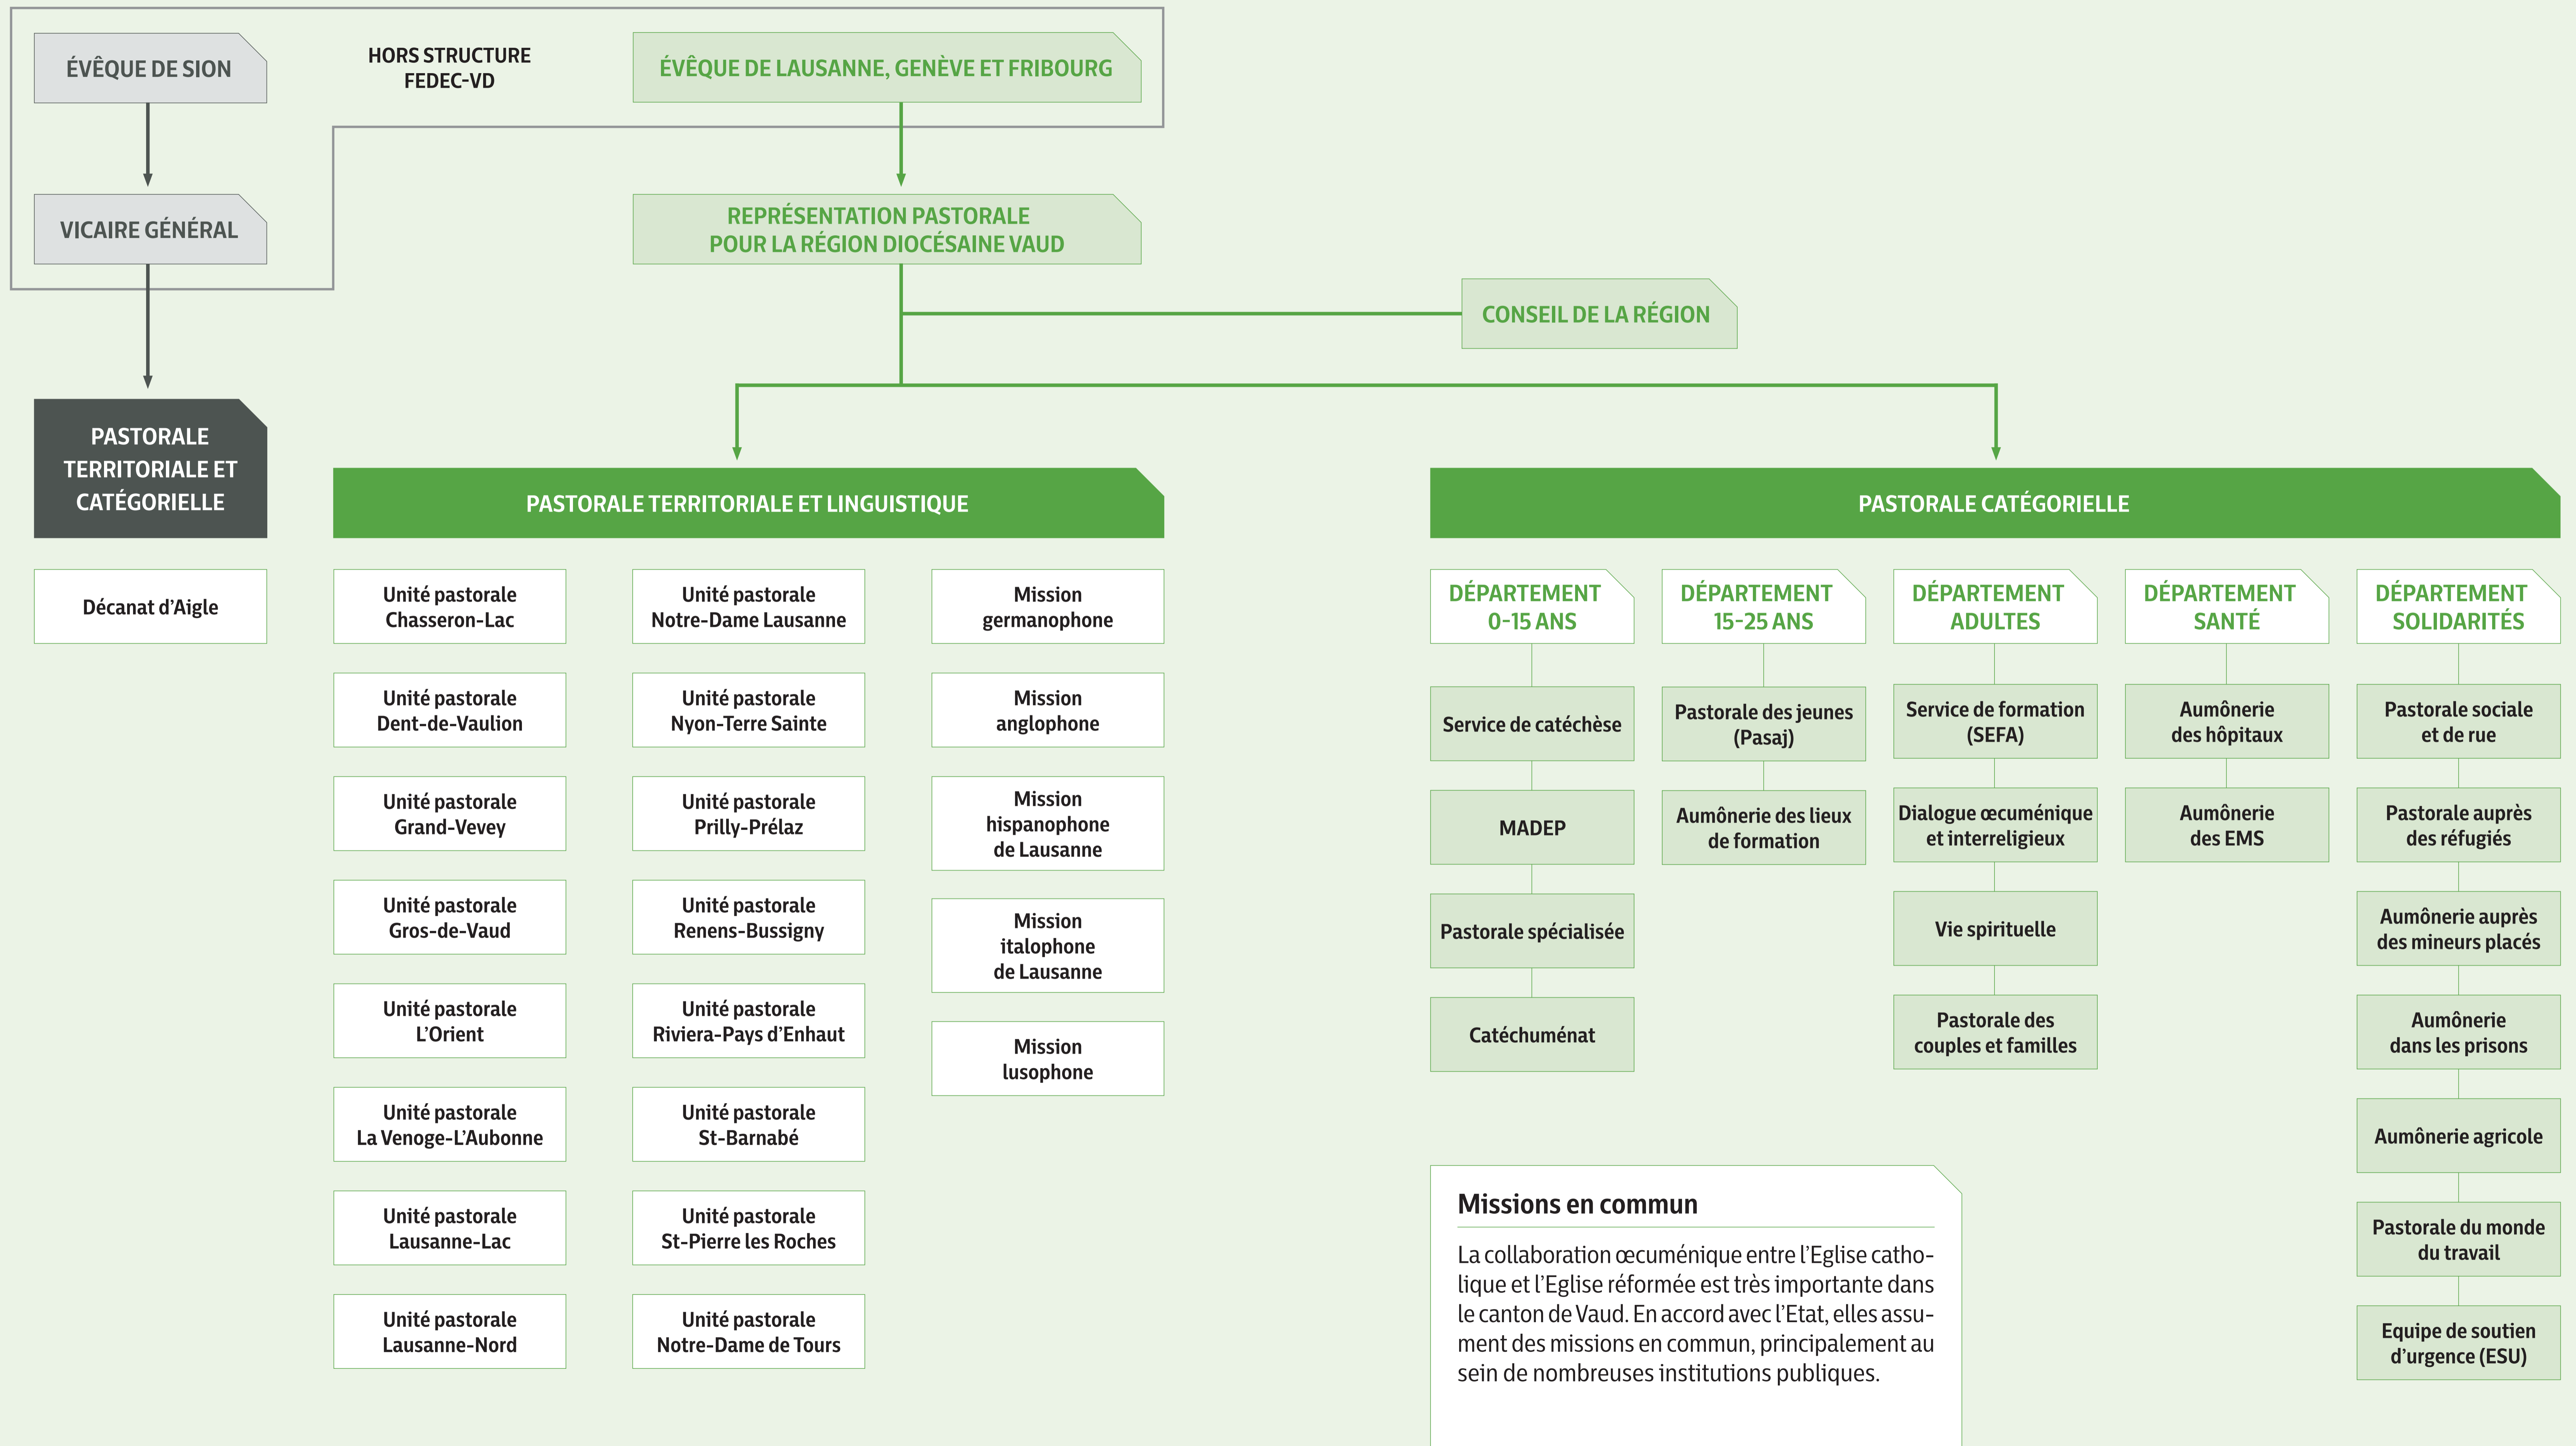 ÉVÊQUE DE SION
HORS STRUCTURE
FEDEC-VD
ÉVÊQUE DE LAUSANNE, GENÈVE ET FRIBOURG
VICAIRE GÉNÉRAL
REPRÉSENTATION PASTORALE
POUR LA RÉGION DIOCÉSAINE VAUD
CONSEIL DE LA RÉGION
PASTORALE
TERRITORIALE ET
CATÉGORIELLE
Décanat d’Aigle
PASTORALE TERRITORIALE ET LINGUISTIQUE
Unité pastorale
Chasseron-Lac
Unité pastorale
Dent-de-Vaulion
Unité pastorale
Grand-Vevey
Unité pastorale
Gros-de-Vaud
Unité pastorale
L’Orient
Unité pastorale
La Venoge-L’Aubonne
Unité pastorale
Lausanne-Lac
Unité pastorale
Lausanne-Nord
Unité pastorale
Notre-Dame Lausanne
Unité pastorale
Nyon-Terre Sainte
Unité pastorale
Prilly-Prélaz
Unité pastorale
Renens-Bussigny
Unité pastorale
Riviera-Pays d’Enhaut
Unité pastorale
St-Barnabé
Unité pastorale
St-Pierre les Roches
Unité pastorale
Notre-Dame de Tours
Mission
germanophone
Mission
anglophone
Mission
hispanophone
de Lausanne
Mission
italophone
de Lausanne
Mission
lusophone
PASTORALE CATÉGORIELLE
DÉPARTEMENT
0-15 ANS
Service de catéchèse
MADEP
Pastorale spécialisée
Catéchuménat
DÉPARTEMENT
15-25 ANS
Pastorale des jeunes
(Pasaj)
Aumônerie des lieux
de formation
DÉPARTEMENT
ADULTES
Service de formation
(SEFA)
Dialogue œcuménique
et interreligieux
Vie spirituelle
Pastorale des
couples et familles
DÉPARTEMENT
SANTÉ
Aumônerie
des hôpitaux
Aumônerie
des EMS
DÉPARTEMENT
SOLIDARITÉS
Pastorale sociale
et de rue
Pastorale auprès
des réfugiés
Aumônerie auprès
des mineurs placés
Aumônerie
dans les prisons
Aumônerie agricole
Pastorale du monde
du travail
Equipe de soutien
d’urgence (ESU)
Missions en commun
La collaboration œcuménique entre l’Eglise catho-
lique et l’Eglise réformée est très importante dans
le canton de Vaud. En accord avec l’Etat, elles assu-
ment des missions en commun, principalement au
sein de nombreuses institutions publiques.